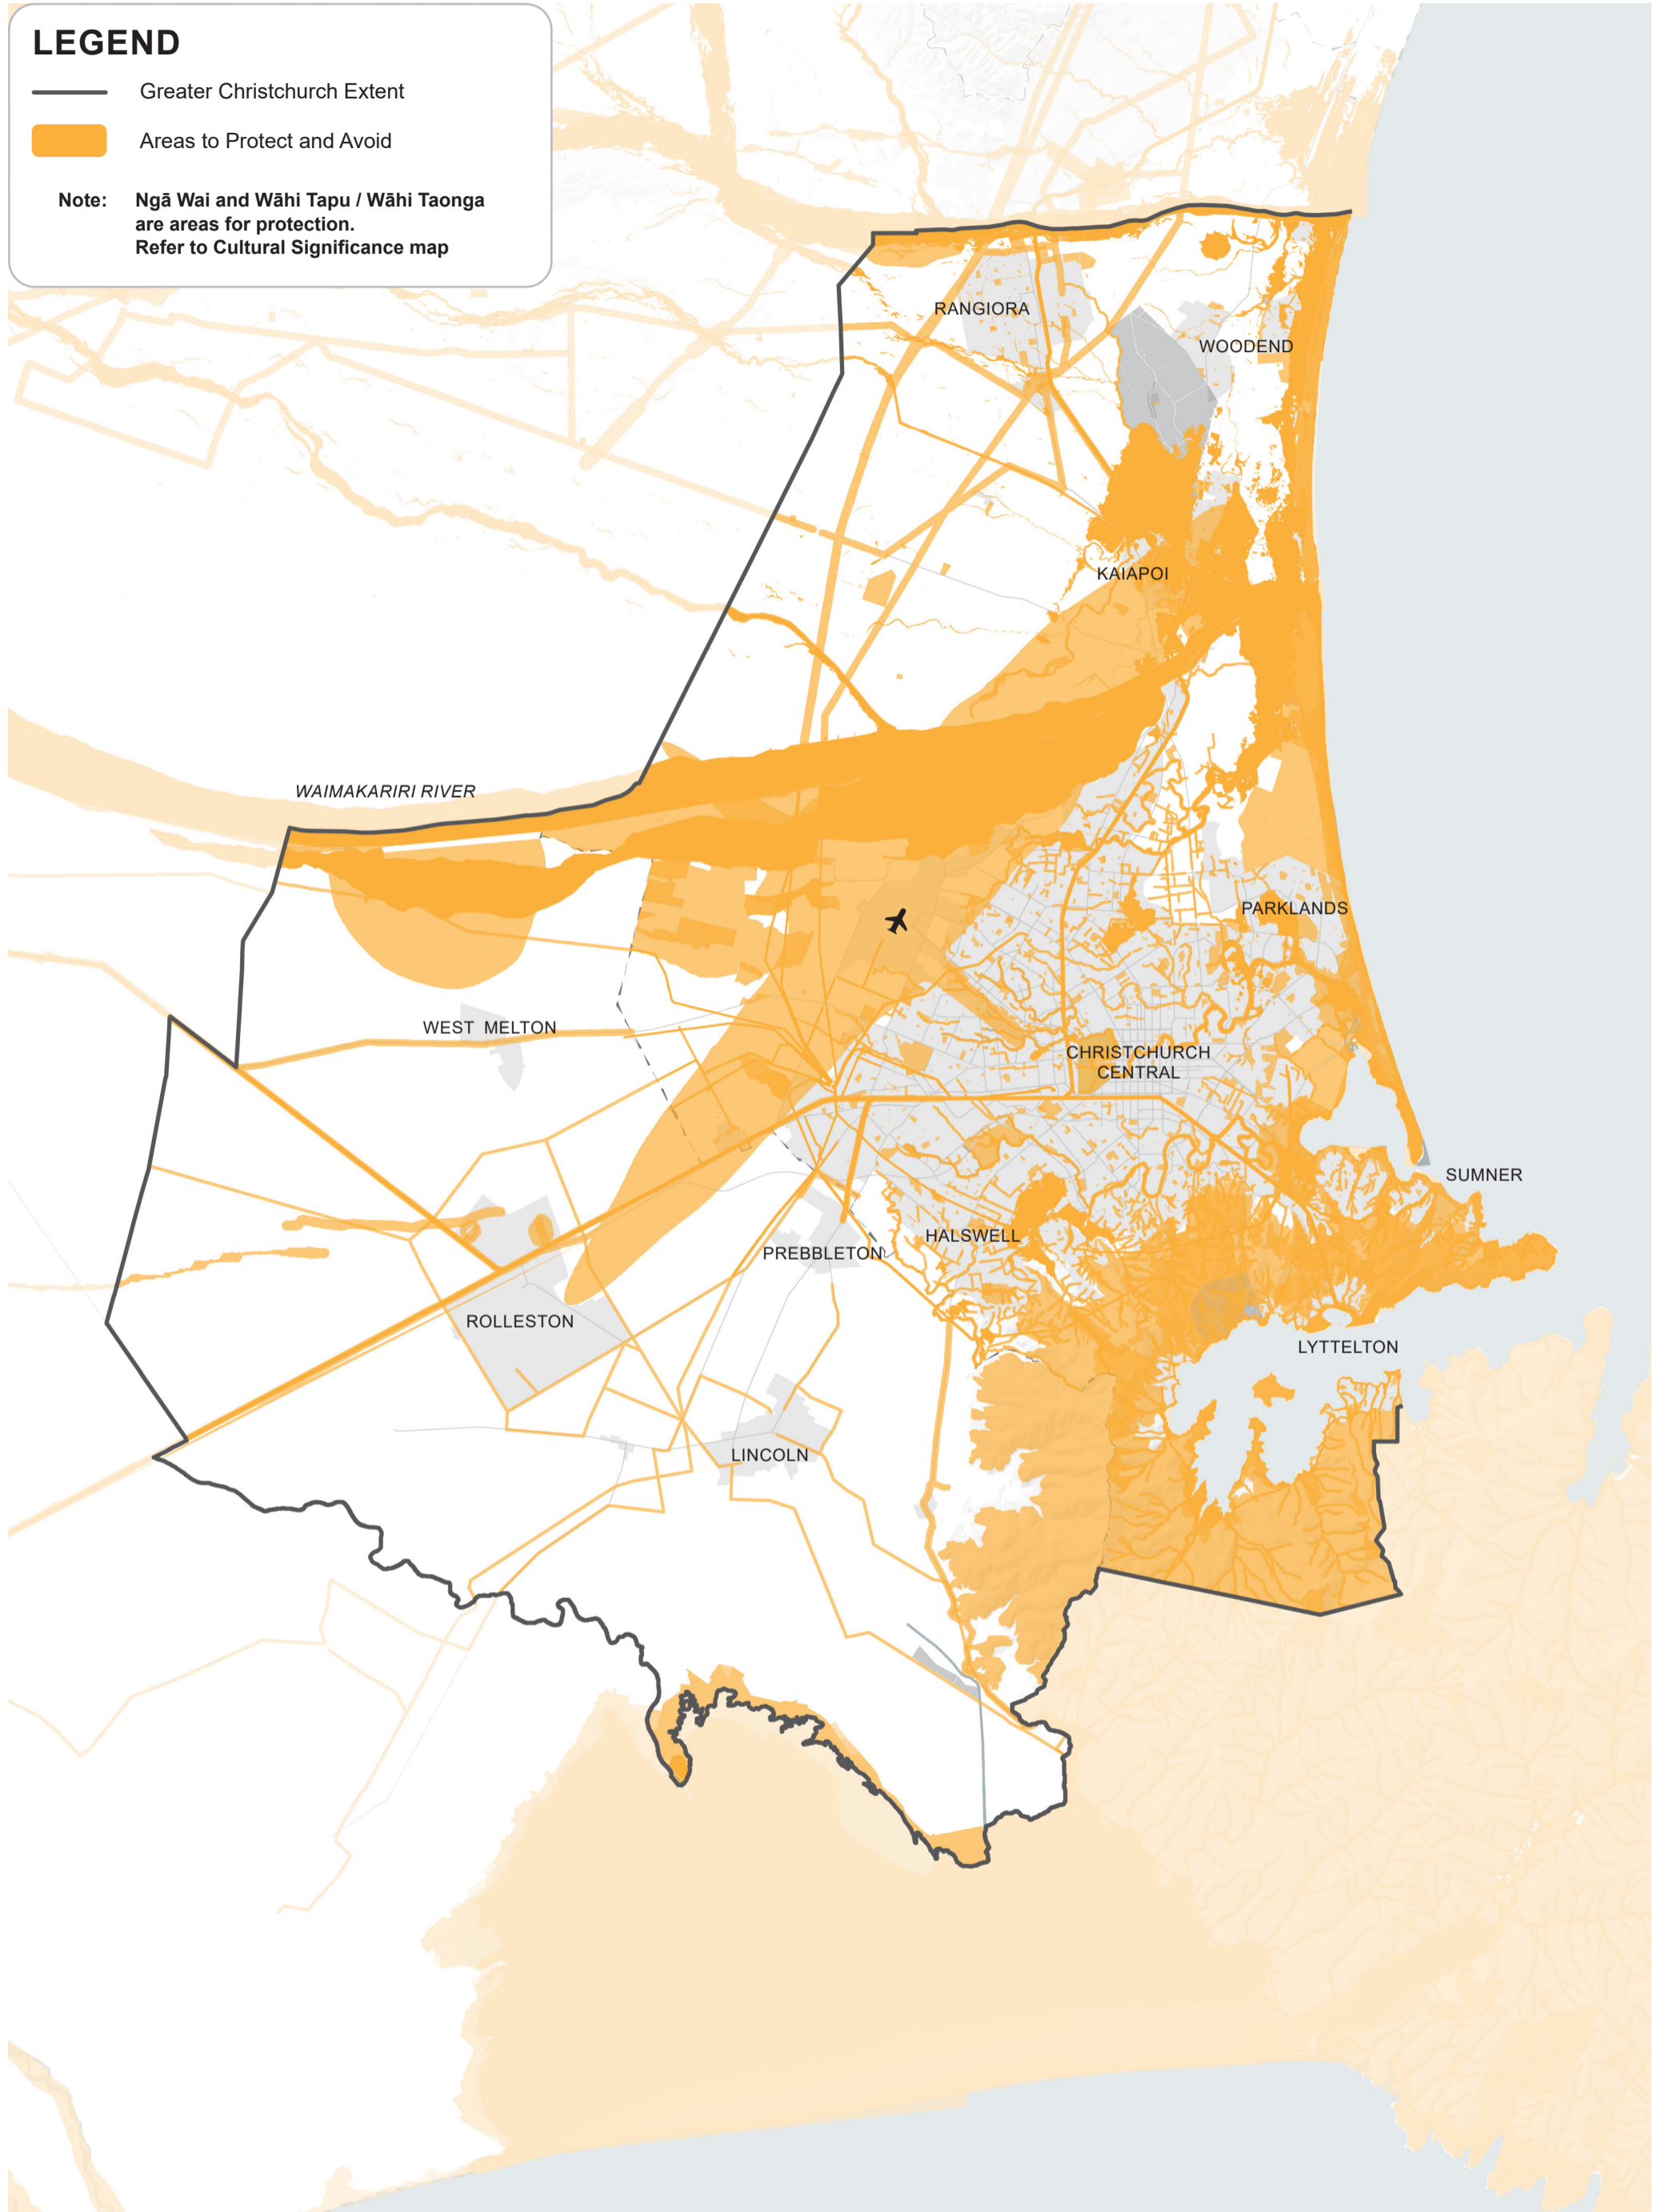 LEGEND
Greater Christchurch Extent
Areas to Protect and Avoid
Note: Ngā Wai and Wāhi Tapu / Wāhi Taonga
are areas for protection.
Refer to Cultural Significance map
RANGIORA
WOODEND
KAIAPOI
WAIMAKARIRI RIVER
PARKLANDS
WEST MELTON
CHRISTCHURCH
CENTRAL
SUMNER
HALSWELL
PREBBLETON
ROLLESTON
LYTTELTON
LINCOLN